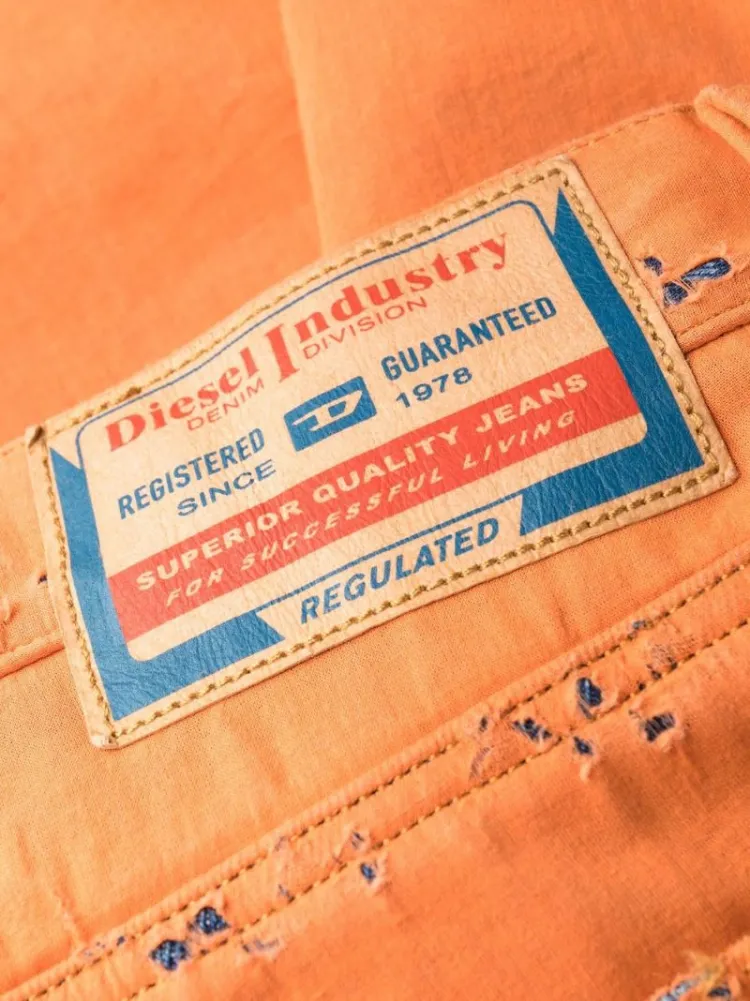 Diesel Industry
DENIM DIVISION
REGISTERED D GUARANTEED
SINCE 1978
SUPERIOR QUALITY JEANS
FOR SUCCESSFUL LIVING
REGULATED